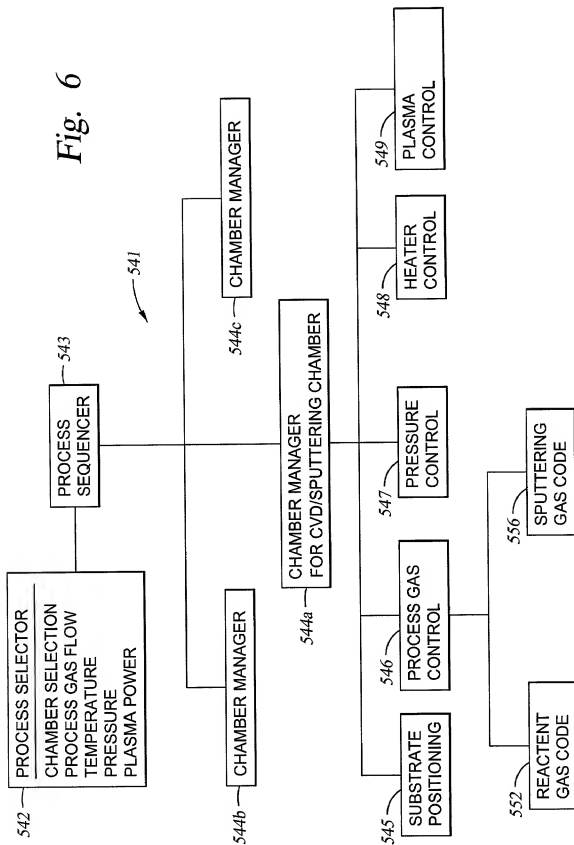 Fig. 6
541
542
PROCESS SELECTOR
CHAMBER SELECTION
PROCESS GAS FLOW
TEMPERATURE
PRESSURE
PLASMA POWER
543
PROCESS
SEQUENCER
544b
CHAMBER MANAGER
544c
CHAMBER MANAGER
544a
CHAMBER MANAGER
FOR CVD/SPUTTERING CHAMBER
545
SUBSTRATE
POSITIONING
546
PROCESS GAS
CONTROL
547
PRESSURE
CONTROL
548
HEATER
CONTROL
549
PLASMA
CONTROL
552
REACTENT
GAS CODE
556
SPUTTERING
GAS CODE